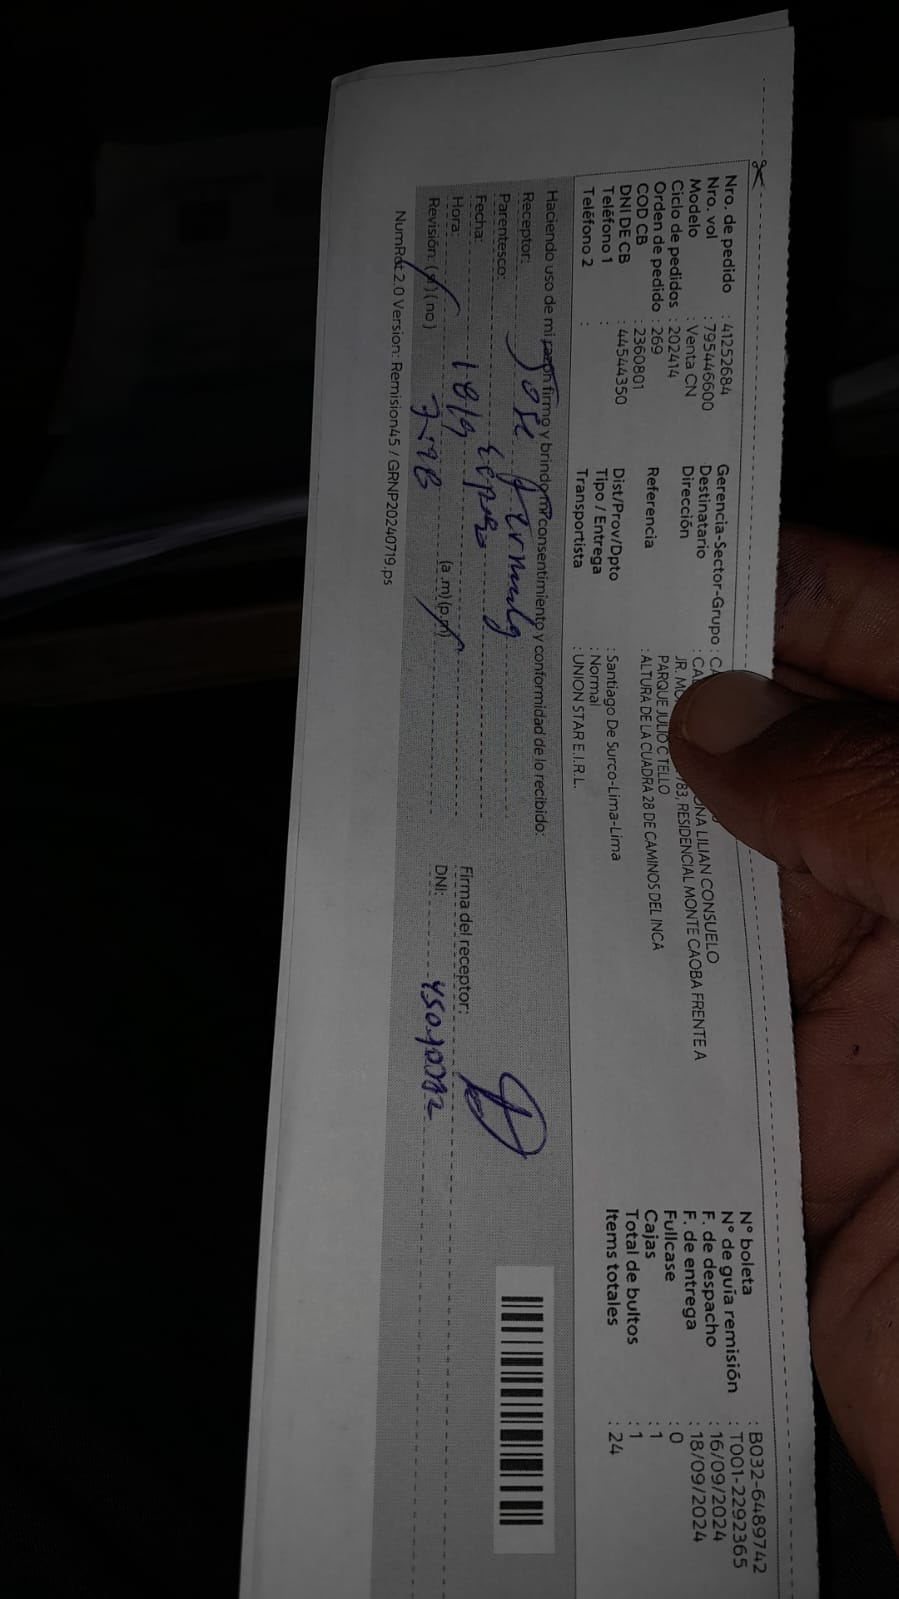 Nro. de pedido : 41252684
Nro. vol : 795446600
Modelo : Venta CN
Ciclo de pedidos : 202414
Orden de pedido : 269
COD CB : 2360801
DNI DE CB : 44544350
Teléfono 1 :
Teléfono 2 :
Gerencia-Sector-Grupo :
Destinatario : LILIAN CONSUELO
Dirección : JR. 783, RESIDENCIAL MONTE CAOBA FRENTE A
PARQUE JULIO C TELLO
Referencia : ALTURA DE LA CUADRA 28 DE CAMINOS DEL INCA
Dist/Prov/Dpto : Santiago De Surco-Lima-Lima
Tipo / Entrega : Normal
Transportista : UNION STAR E.I.R.L.
N° boleta : B032-6489742
N° de guía remisión : T001-2292365
F. de despacho : 16/09/2024
F. de entrega : 18/09/2024
Fullcase : 0
Cajas : 1
Total de bultos : 1
Items totales : 24
Haciendo uso de mi razón firmo y brindo mi consentimiento y conformidad de lo recibido:
Receptor: Jose
Parentesco:
Fecha: 18/9
Hora: (a.m)(p.m)
Revisión: (si)(no)
Firma del receptor:
DNI:
NumRot 2.0 Version: Remision45 / GRNP20240719.ps